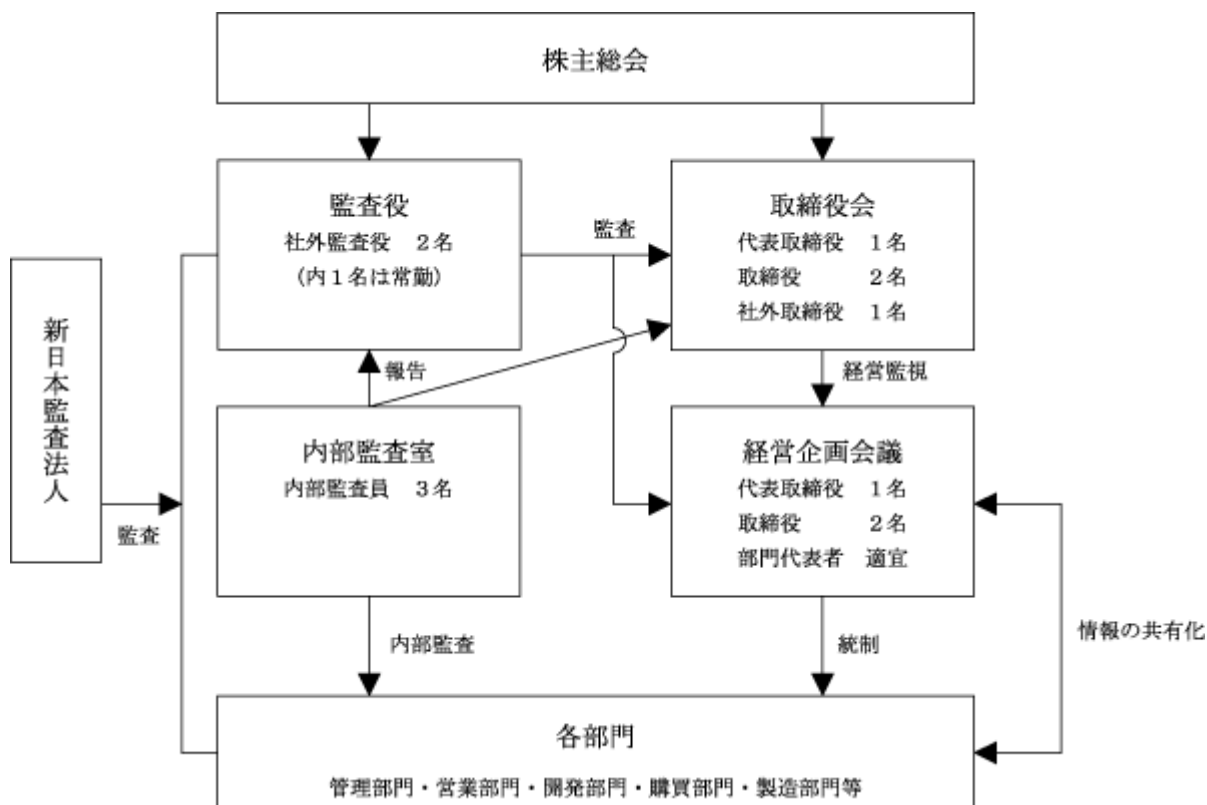 株主総会
監査役
社外監査役　２名
（内１名は常勤）
監査
取締役会
代表取締役　１名
取締役　　　２名
社外取締役　１名
新日本監査法人
監査
報告
経営監視
内部監査室
内部監査員　３名
経営企画会議
代表取締役　１名
取締役　　　２名
部門代表者　適宜
内部監査
統制
情報の共有化
各部門
管理部門・営業部門・開発部門・購買部門・製造部門等